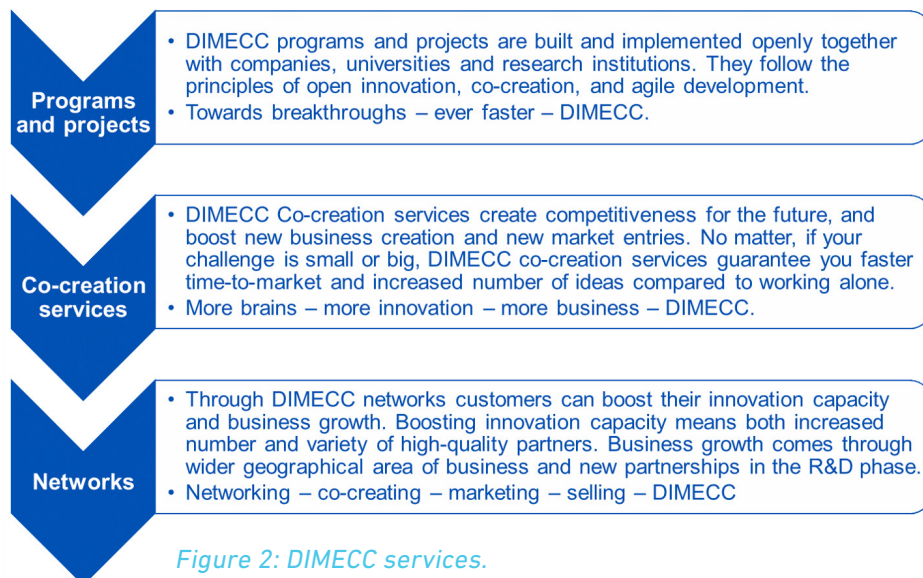 Programs
and projects
• DIMECC programs and projects are built and implemented openly together
with companies, universities and research institutions. They follow the
principles of open innovation, co-creation, and agile development.
• Towards breakthroughs – ever faster – DIMECC.
Co-creation
services
• DIMECC Co-creation services create competitiveness for the future, and
boost new business creation and new market entries. No matter, if your
challenge is small or big, DIMECC co-creation services guarantee you faster
time-to-market and increased number of ideas compared to working alone.
• More brains – more innovation – more business – DIMECC.
Networks
• Through DIMECC networks customers can boost their innovation capacity
and business growth. Boosting innovation capacity means both increased
number and variety of high-quality partners. Business growth comes through
wider geographical area of business and new partnerships in the R&D phase.
• Networking – co-creating – marketing – selling – DIMECC
Figure 2: DIMECC services.